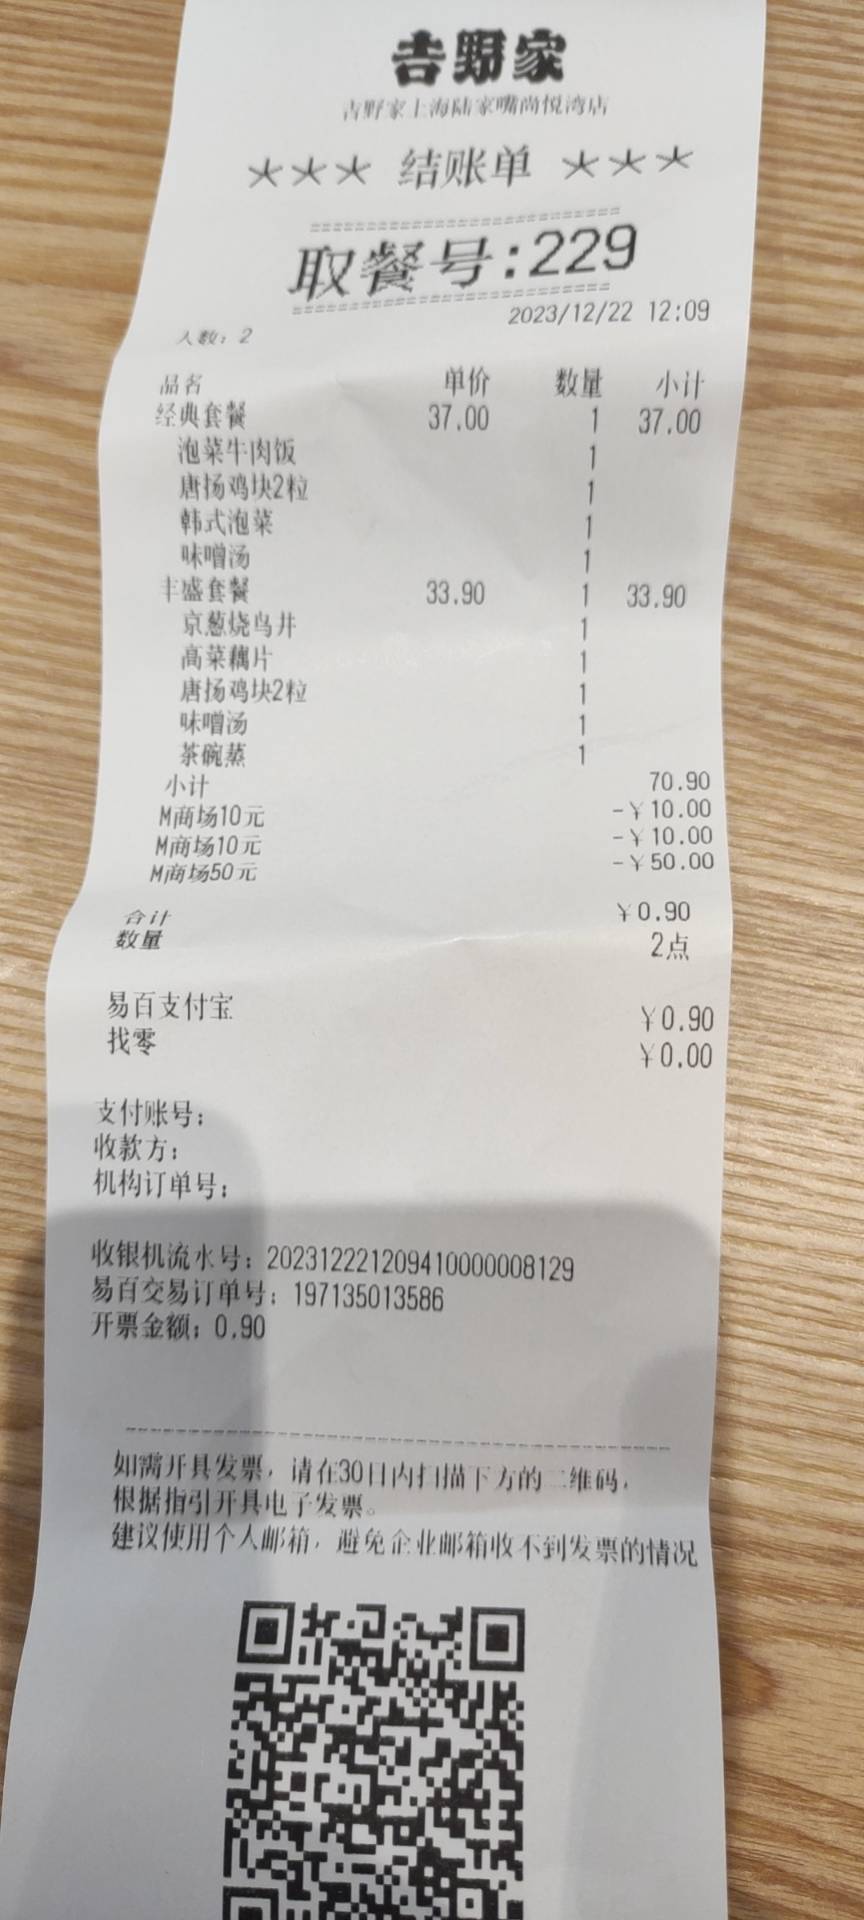 吉野家
吉野家上海陆家嘴尚悦湾店
*** 结账单 ***
取餐号:229
2023/12/22 12:09
人数: 2
品名 单价 数量 小计
经典套餐 37.00 1 37.00
泡菜牛肉饭 1
唐扬鸡块2粒 1
韩式泡菜 1
味噌汤 1
丰盛套餐 33.90 1 33.90
京葱烧鸟丼 1
高菜藕片 1
唐扬鸡块2粒 1
味噌汤 1
茶碗蒸 1
小计 70.90
M商场10元 -¥10.00
M商场10元 -¥10.00
M商场50元 -¥50.00
合计 ¥0.90
数量 2点
易百支付宝 ¥0.90
找零 ¥0.00
支付账号:
收款方:
机构订单号:
收银机流水号: 202312221209410000008129
易百交易订单号: 197135013586
开票金额: 0.90
如需开具发票，请在30日内扫描下方的二维码，
根据指引开具电子发票。
建议使用个人邮箱，避免企业邮箱收不到发票的情况